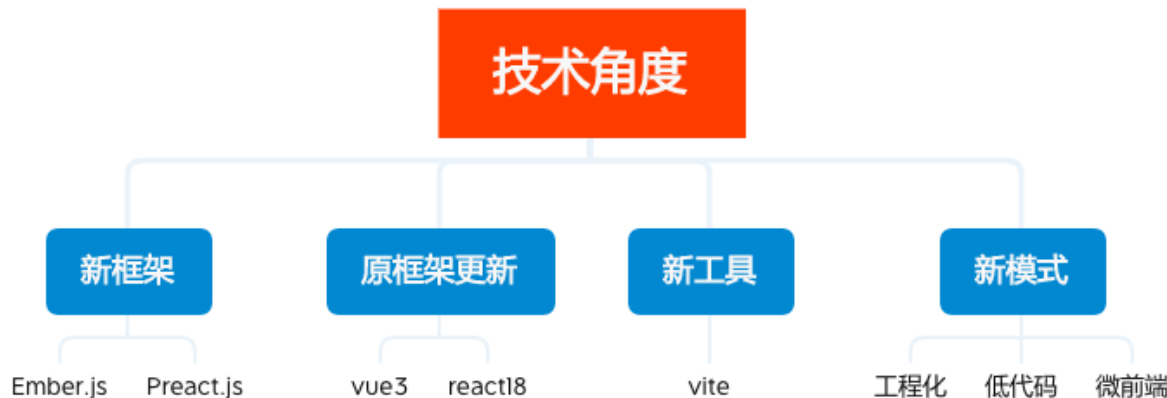 技术角度
新框架
原框架更新
新工具
新模式
Ember.js
Preact.js
vue3
react18
vite
工程化
低代码
微前端